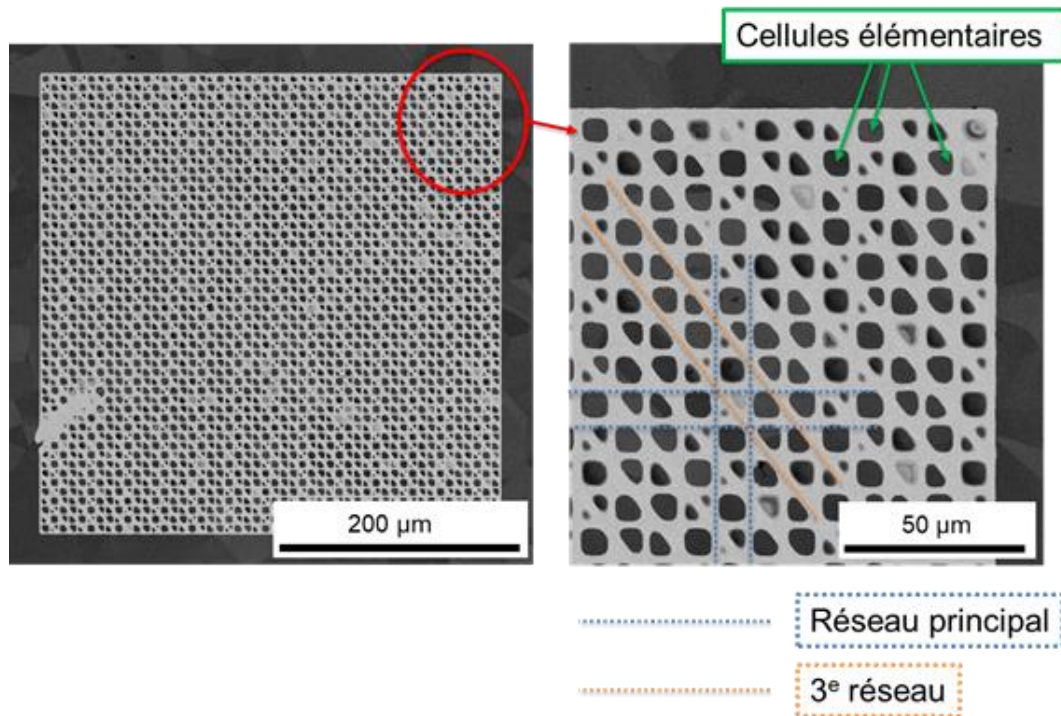 Cellules élémentaires
200 µm
50 µm
Réseau principal
3e réseau